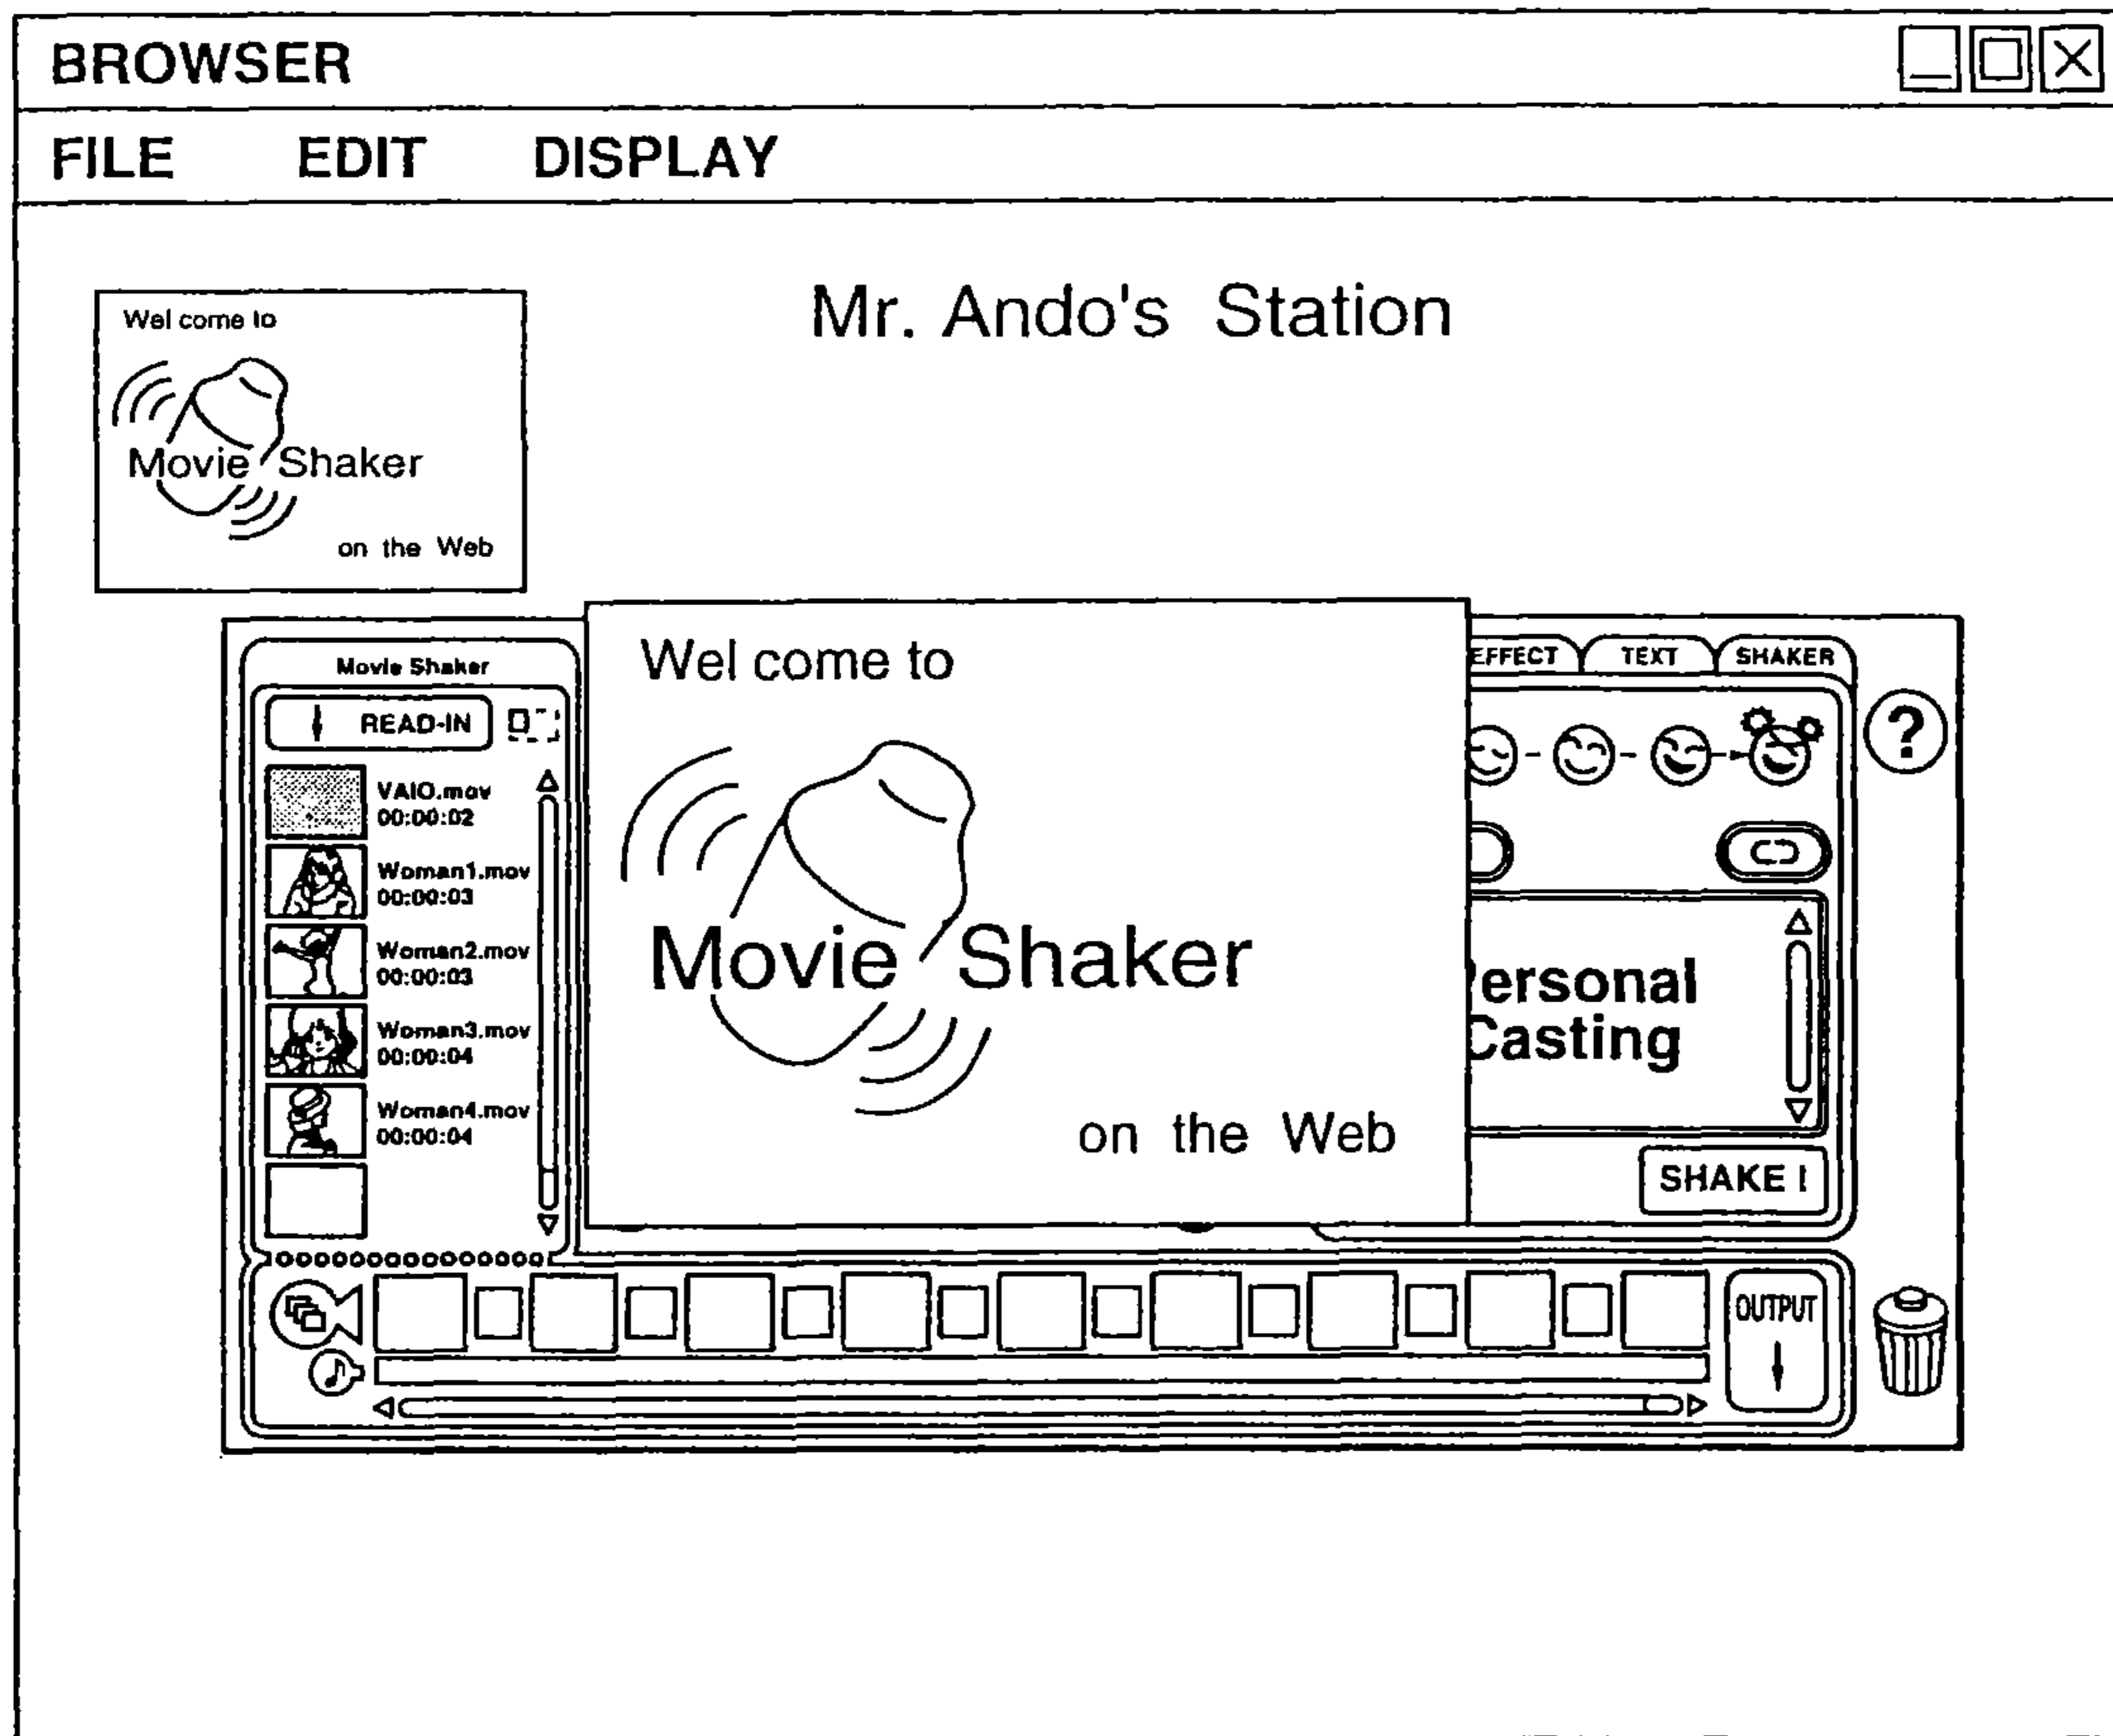 BROWSER
FILE EDIT DISPLAY
Mr. Ando's Station
Wel come to
Movie Shaker
on the Web
Movie Shaker
READ-IN
VAIO.mov
00:00:02
Woman1.mov
00:00:03
Woman2.mov
00:00:03
Woman3.mov
00:00:04
Woman4.mov
00:00:04
Wel come to
Movie Shaker
on the Web
EFFECT TEXT SHAKER
?
ersonal
Casting
SHAKE !
OUTPUT